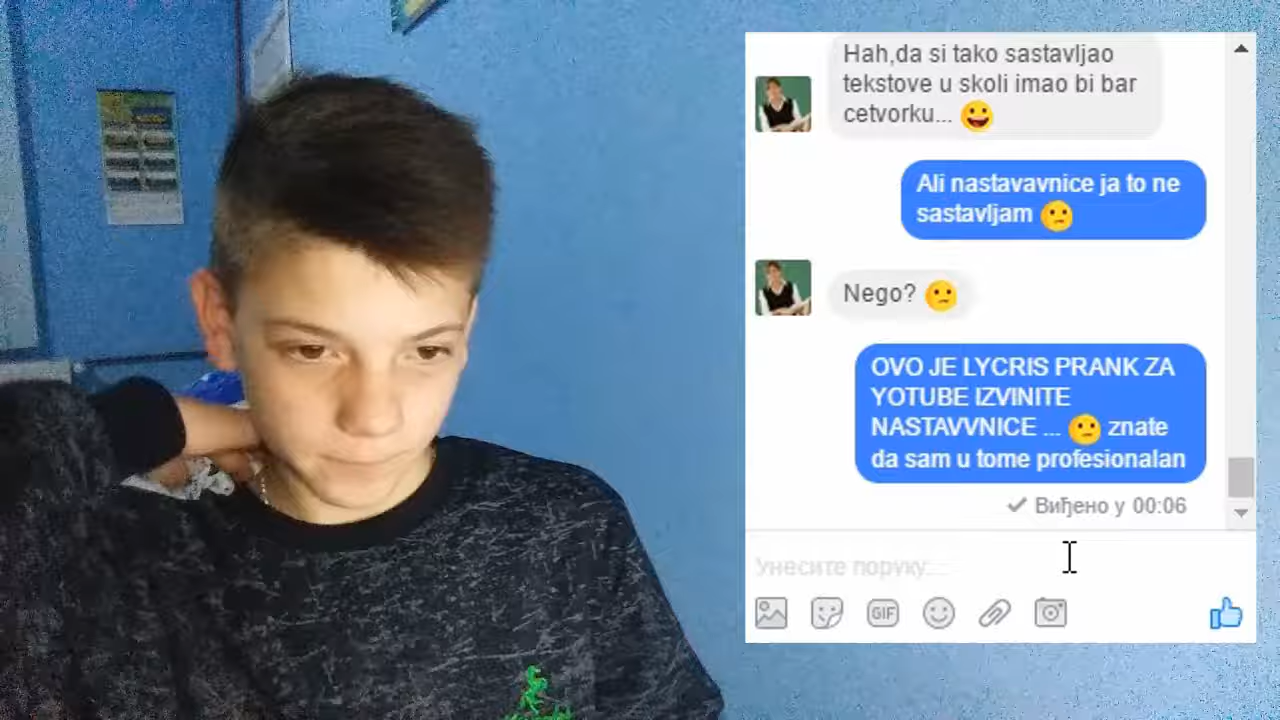 Hah,da si tako sastavljao
tekstove u skoli imao bi bar
cetvorku... 😀
Ali nastavavnice ja to ne
sastavljam 😕
Nego? 😕
OVO JE LYCRIS PRANK ZA
YOTUBE IZVINITE
NASTAVVNICE ... 😕 znate
da sam u tome profesionalan
Виђено у 00:06
Унесите поруку...
GIF